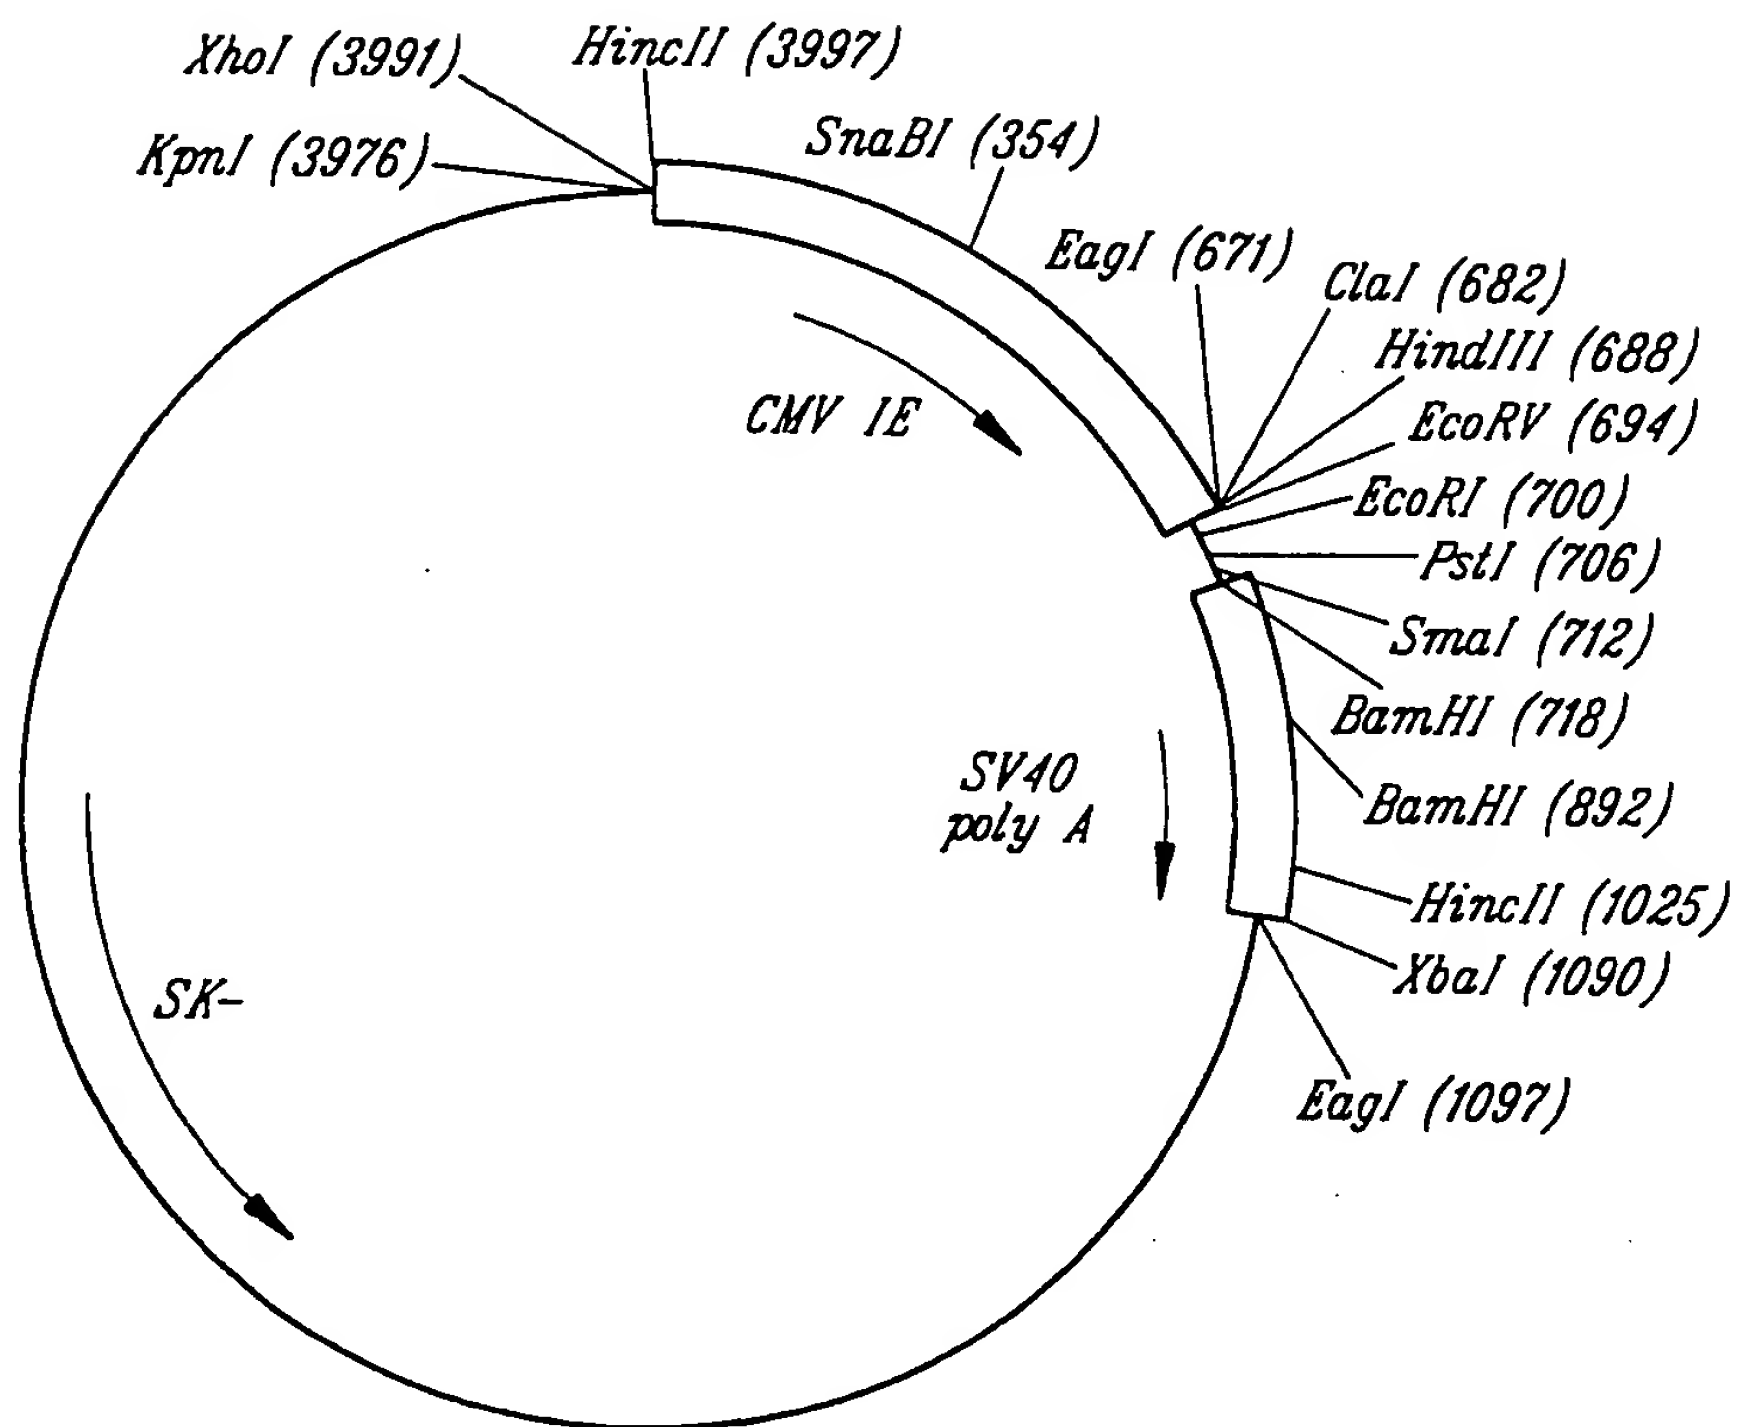 XhoI (3991)
HincII (3997)
KpnI (3976)
SnaBI (354)
EagI (671)
ClaI (682)
HindIII (688)
EcoRV (694)
EcoRI (700)
PstI (706)
SmaI (712)
BamHI (718)
BamHI (892)
HincII (1025)
XbaI (1090)
EagI (1097)
CMV IE
SV40
poly A
SK-